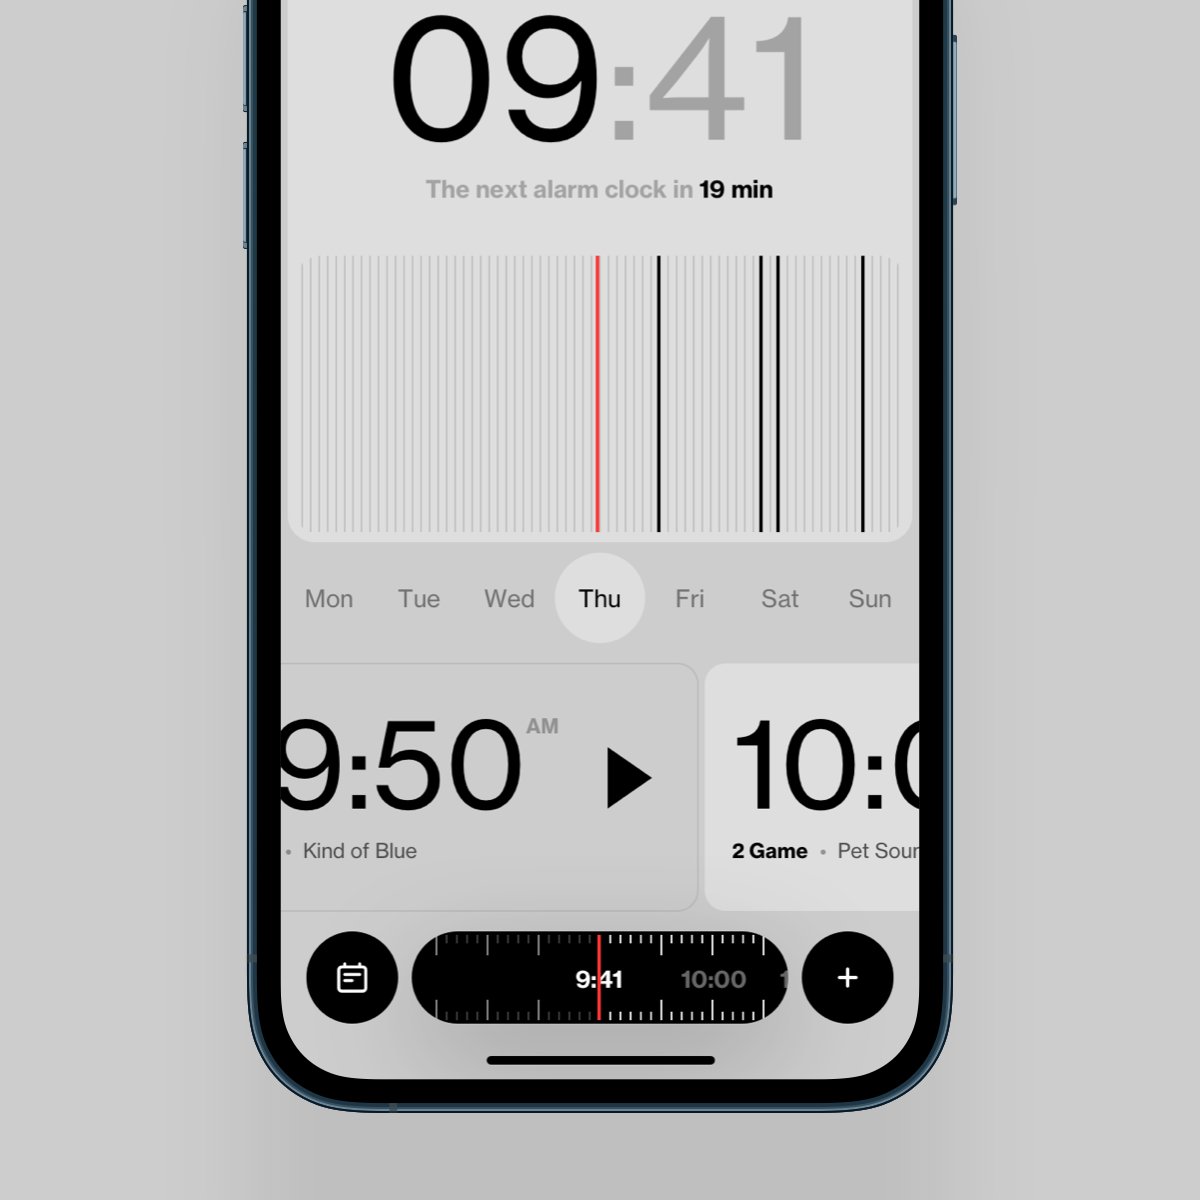 09:41
The next alarm clock in 19 min
Mon Tue Wed Thu Fri Sat Sun
9:50 AM
• Kind of Blue
10:0
2 Game • Pet Soun
9:41 10:00 1